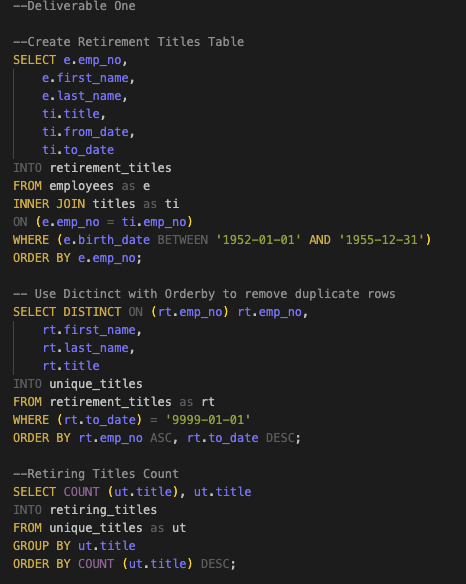 --Deliverable One

--Create Retirement Titles Table
SELECT e.emp_no,
    e.first_name,
    e.last_name,
    ti.title,
    ti.from_date,
    ti.to_date
INTO retirement_titles
FROM employees as e
INNER JOIN titles as ti
ON (e.emp_no = ti.emp_no)
WHERE (e.birth_date BETWEEN '1952-01-01' AND '1955-12-31')
ORDER BY e.emp_no;

-- Use Dictinct with Orderby to remove duplicate rows
SELECT DISTINCT ON (rt.emp_no) rt.emp_no,
    rt.first_name,
    rt.last_name,
    rt.title
INTO unique_titles
FROM retirement_titles as rt
WHERE (rt.to_date) = '9999-01-01'
ORDER BY rt.emp_no ASC, rt.to_date DESC;

--Retiring Titles Count
SELECT COUNT (ut.title), ut.title
INTO retiring_titles
FROM unique_titles as ut
GROUP BY ut.title
ORDER BY COUNT (ut.title) DESC;